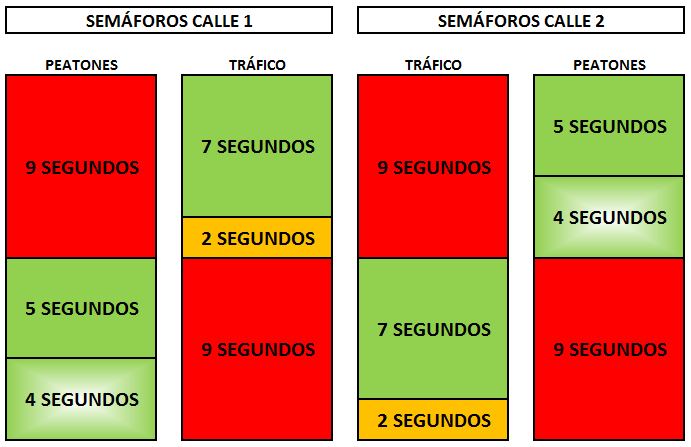 SEMÁFOROS CALLE 1
SEMÁFOROS CALLE 2
PEATONES
TRÁFICO
TRÁFICO
PEATONES
9 SEGUNDOS
5 SEGUNDOS
4 SEGUNDOS
7 SEGUNDOS
2 SEGUNDOS
9 SEGUNDOS
9 SEGUNDOS
7 SEGUNDOS
2 SEGUNDOS
5 SEGUNDOS
4 SEGUNDOS
9 SEGUNDOS